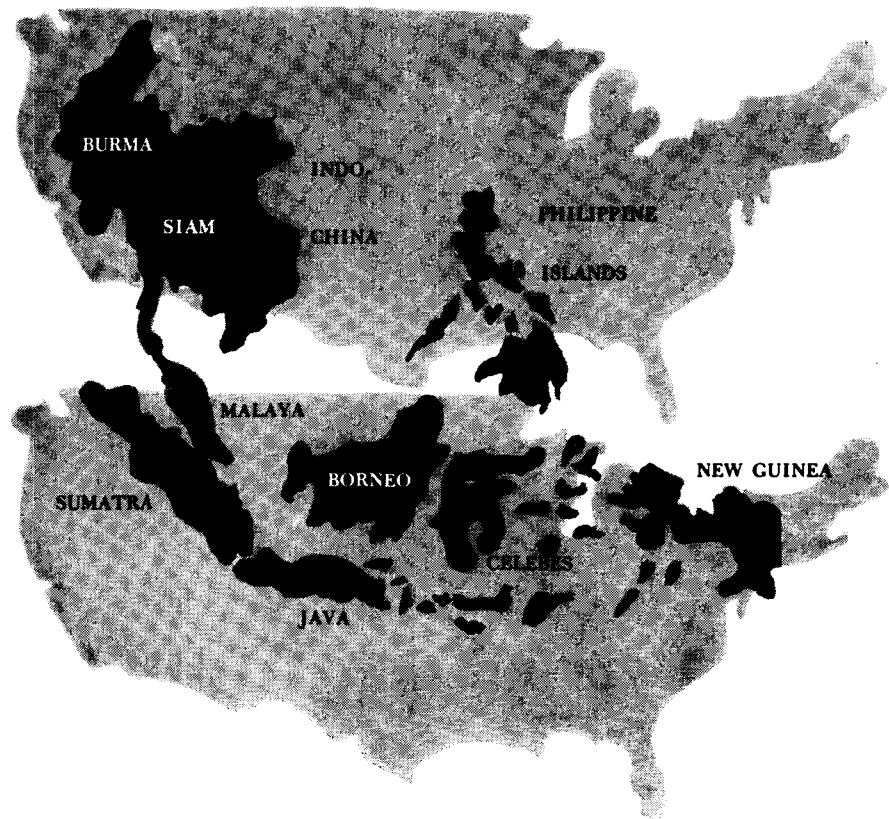 BURMA
INDO-
PHILIPPINE
SIAM
CHINA
ISLANDS
MALAYA
NEW GUINEA
BORNEO
SUMATRA
CELEBES
JAVA